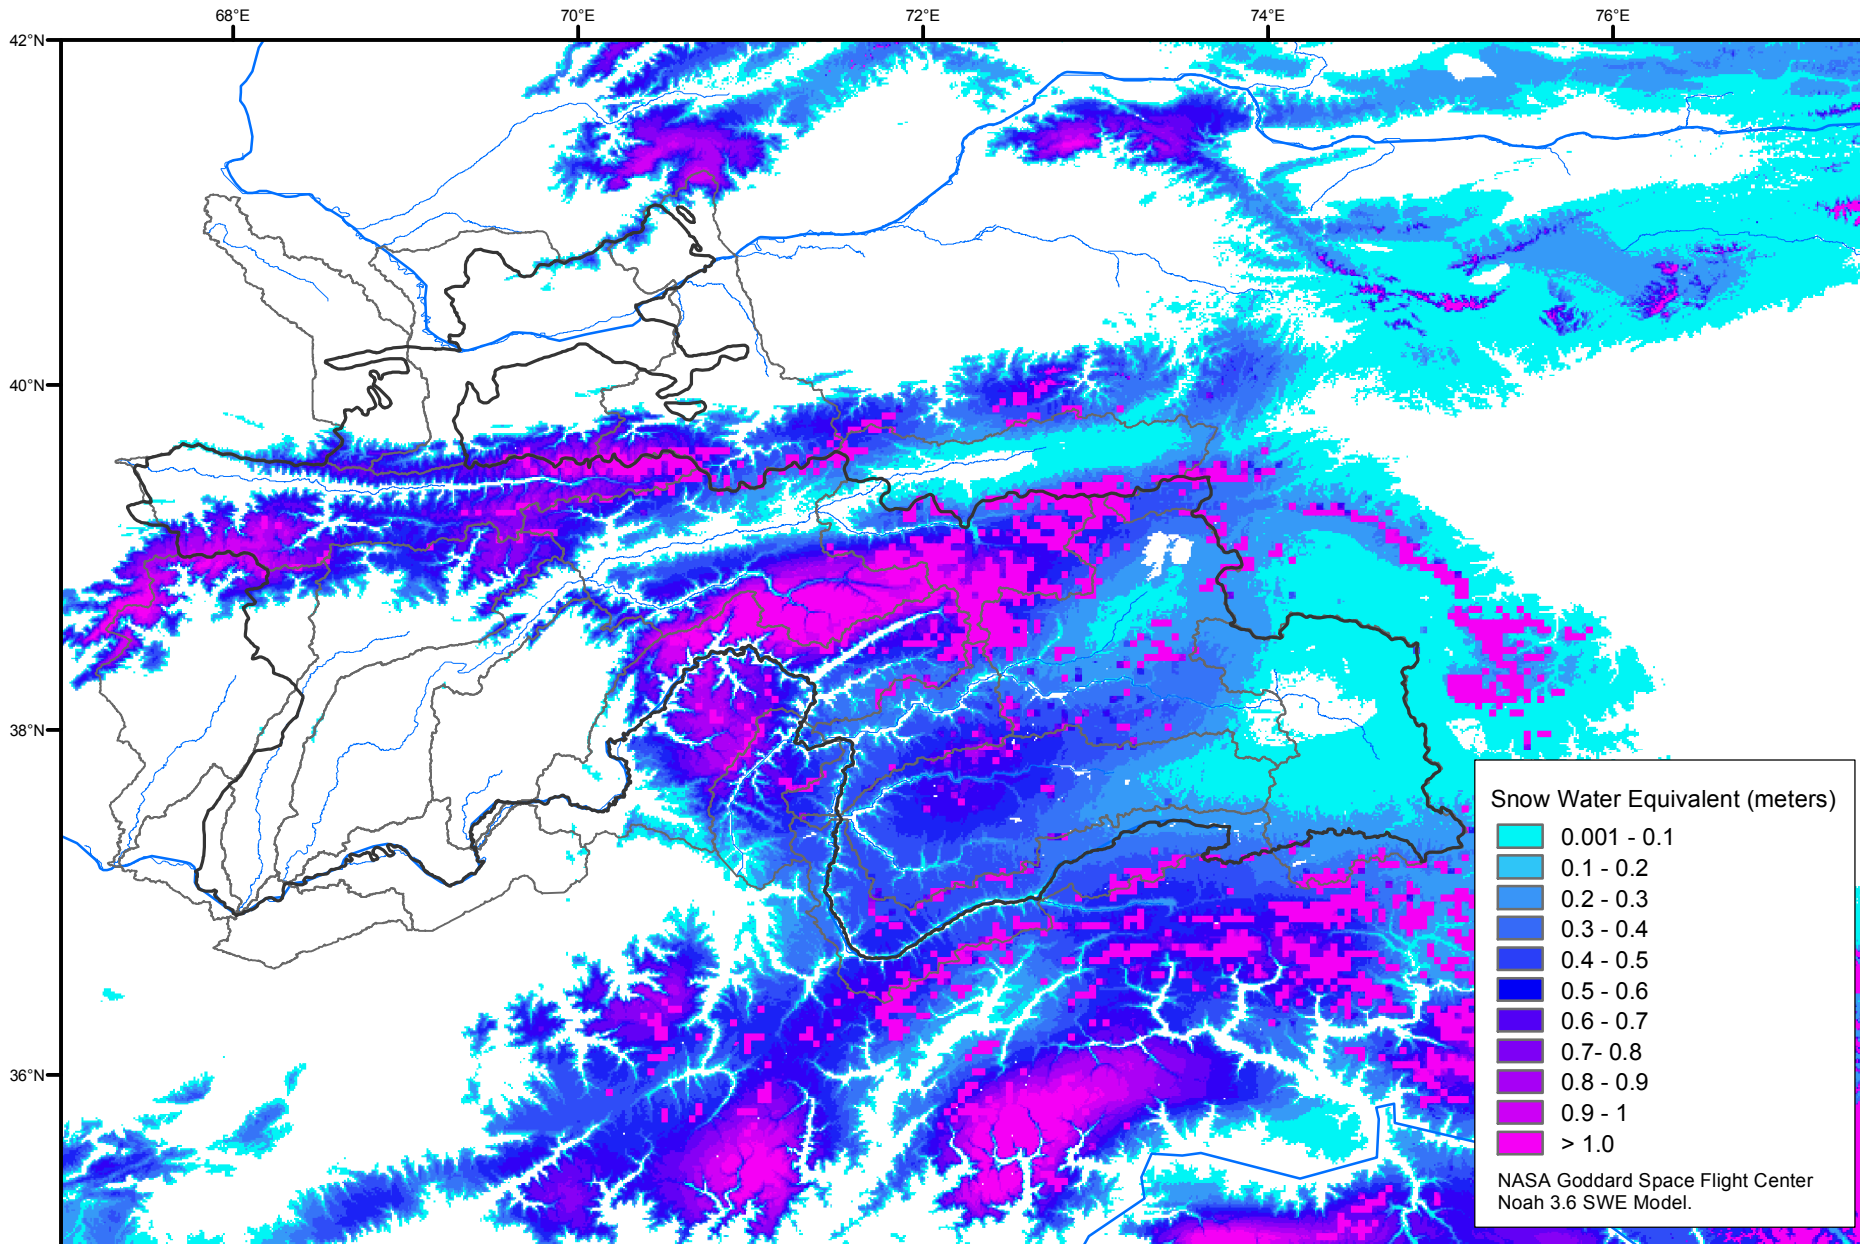 68°E 70°E 72°E 74°E 76°E
42°N
40°N
38°N
36°N
Snow Water Equivalent (meters)
0.001 - 0.1
0.1 - 0.2
0.2 - 0.3
0.3 - 0.4
0.4 - 0.5
0.5 - 0.6
0.6 - 0.7
0.7- 0.8
0.8 - 0.9
0.9 - 1
> 1.0
NASA Goddard Space Flight Center
Noah 3.6 SWE Model.